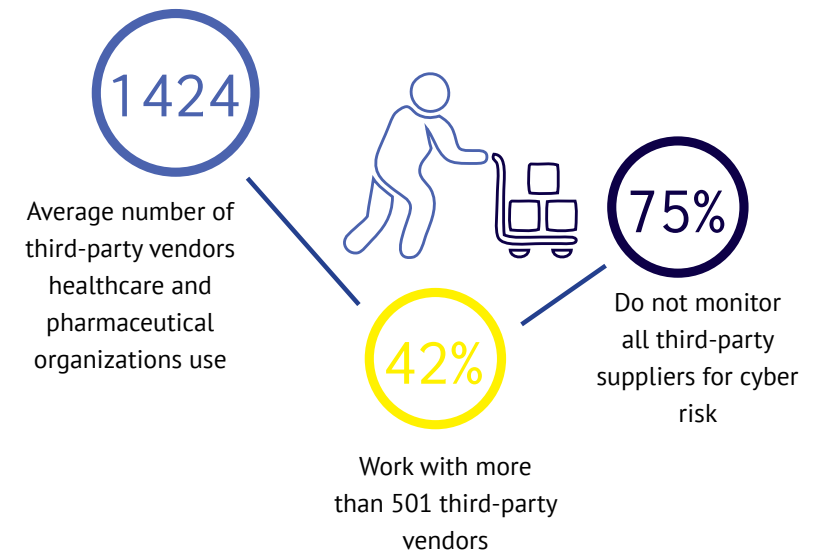 1424
Average number of
third-party vendors
healthcare and
pharmaceutical
organizations use
42%
Work with more
than 501 third-party
vendors
75%
Do not monitor
all third-party
suppliers for cyber
risk